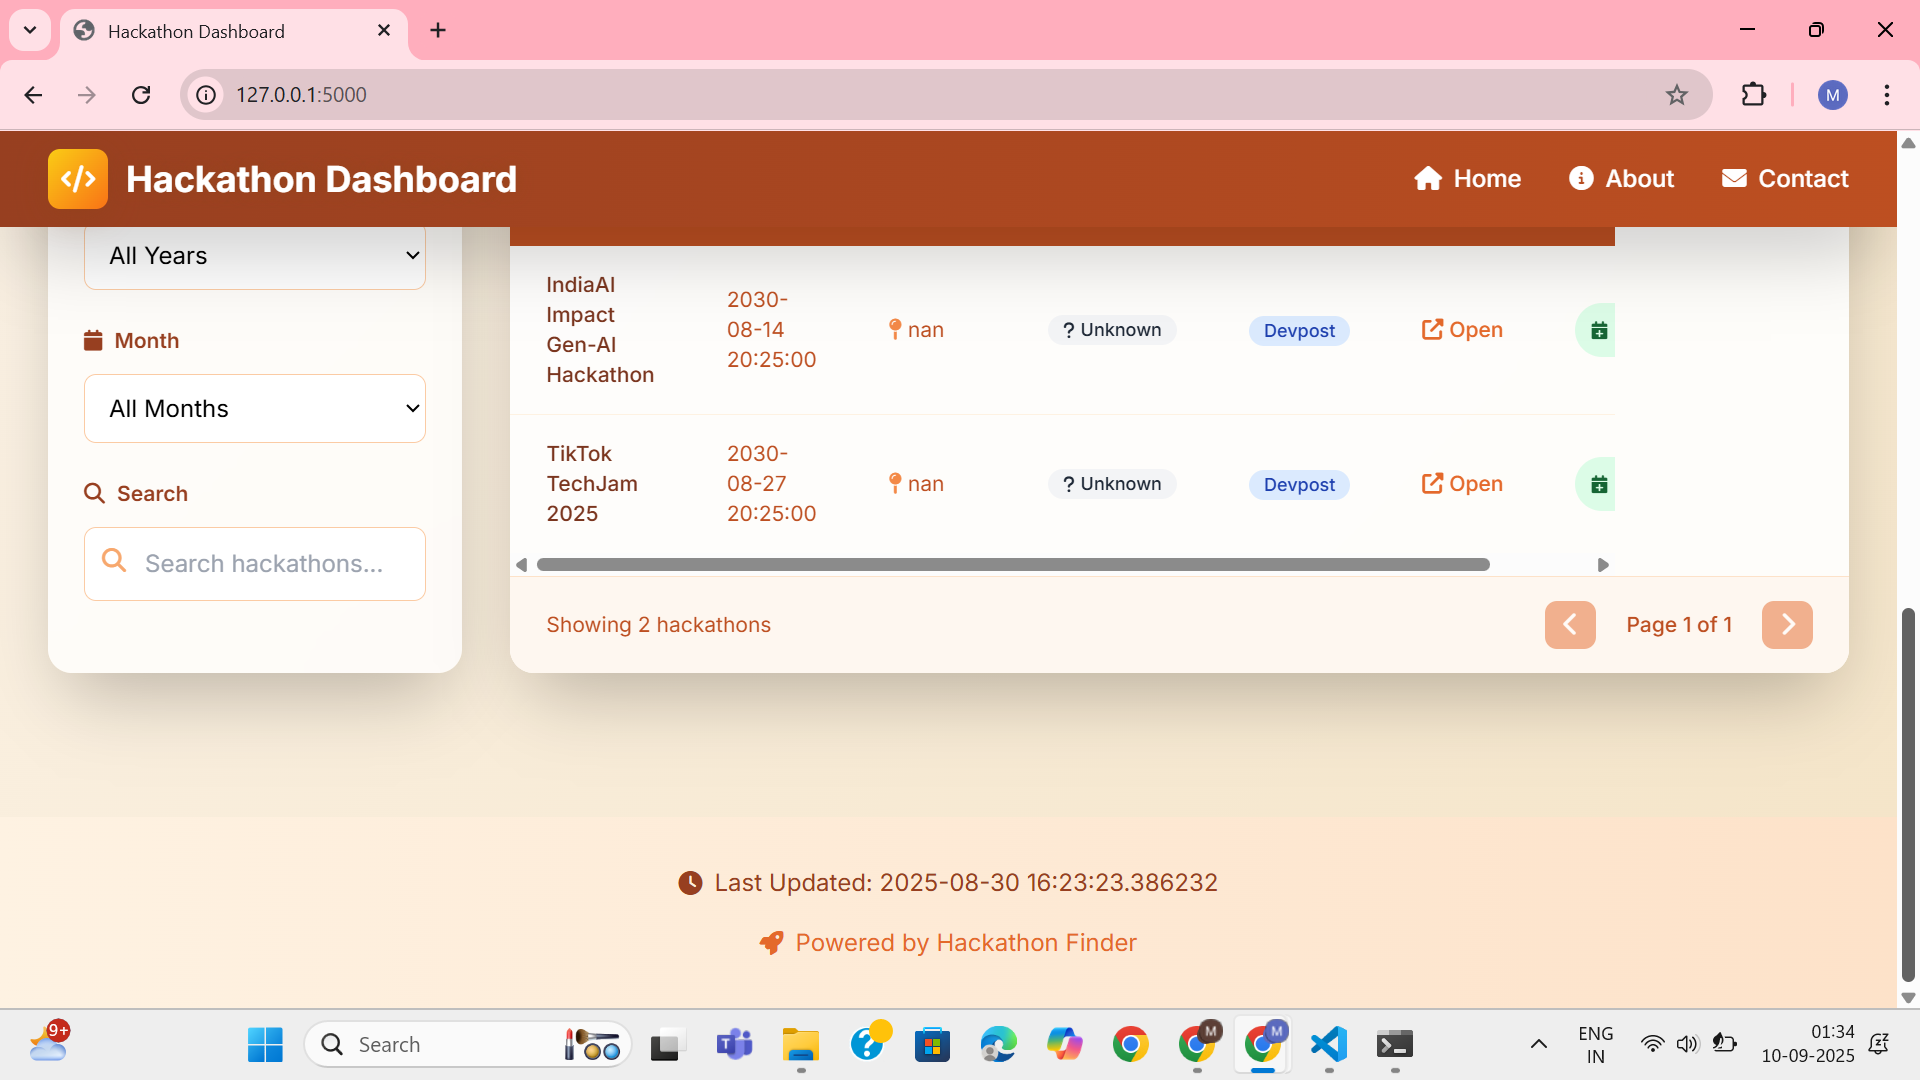 Hackathon Dashboard
127.0.0.1:5000
M
</> Hackathon Dashboard
Home
About
Contact
All Years
Month
All Months
Search
Search hackathons...
IndiaAI
Impact
Gen-AI
Hackathon
2030-
08-14
20:25:00
nan
? Unknown
Devpost
Open
TikTok
TechJam
2025
2030-
08-27
20:25:00
nan
? Unknown
Devpost
Open
Showing 2 hackathons
Page 1 of 1
Last Updated: 2025-08-30 16:23:23.386232
Powered by Hackathon Finder
9+
Search
T
?
M
M
ENG
IN
01:34
10-09-2025